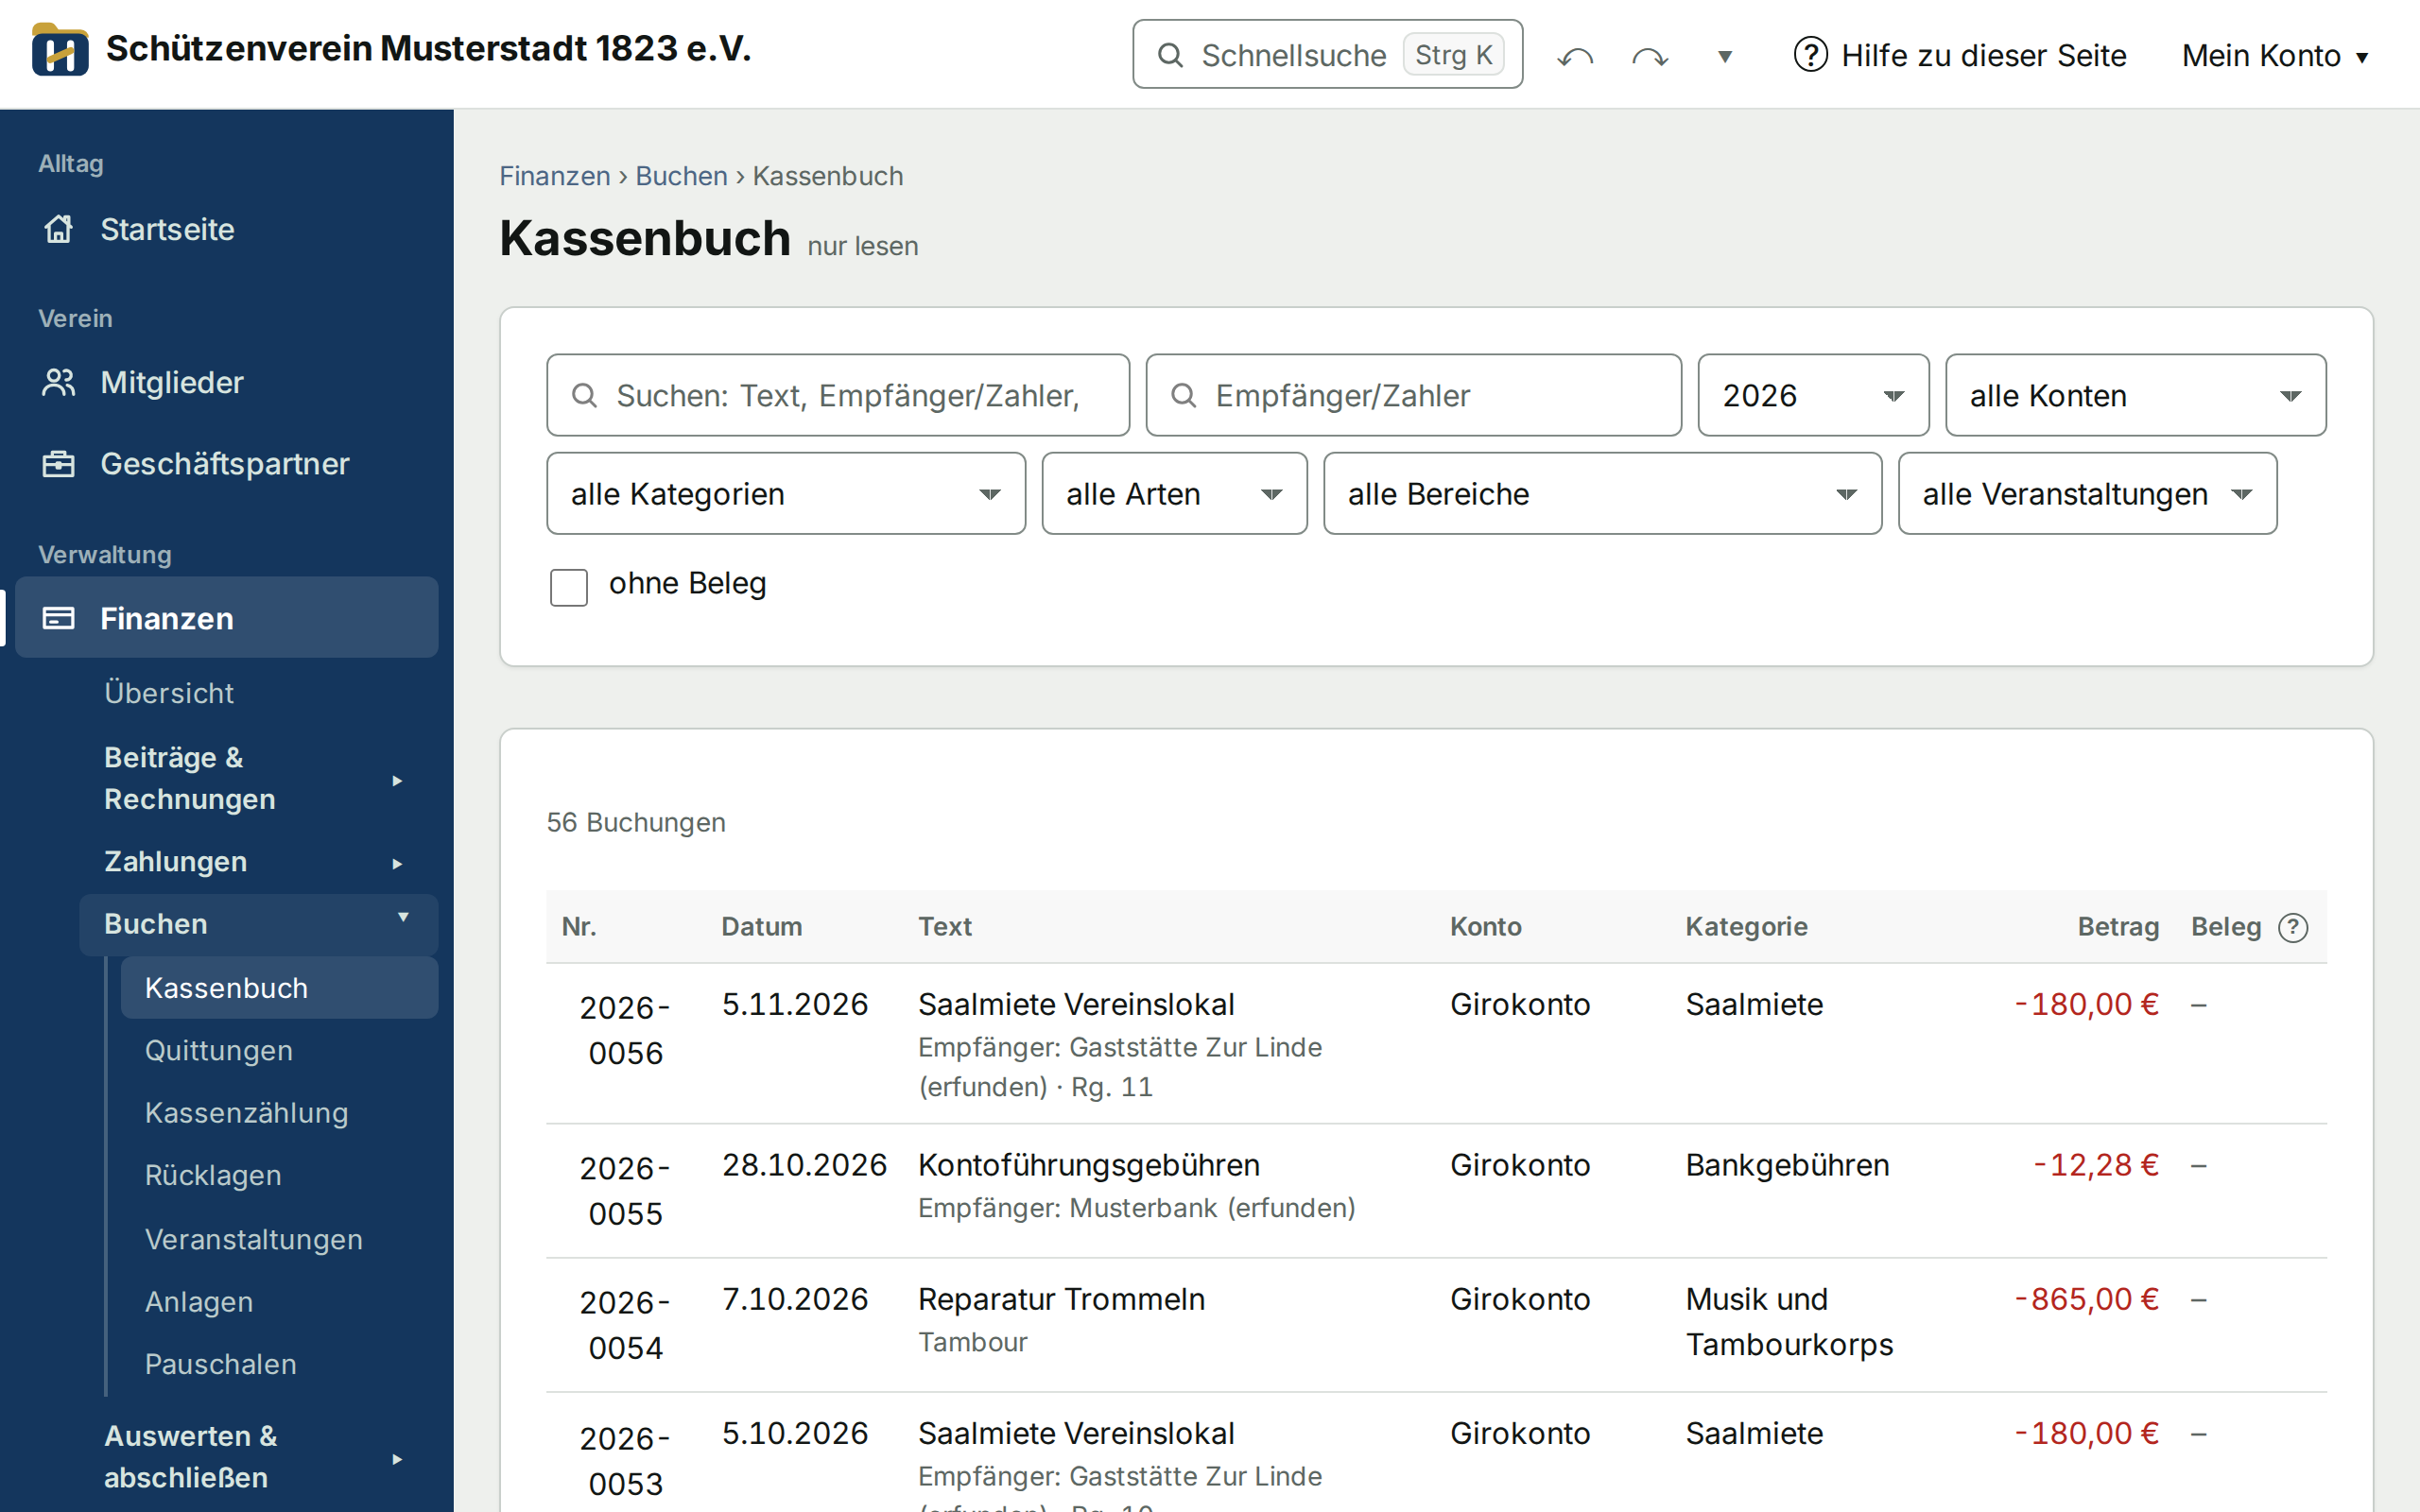 Schützenverein Musterstadt 1823 e.V.
Schnellsuche Strg K
Hilfe zu dieser Seite
Mein Konto
Alltag
Startseite
Verein
Mitglieder
Geschäftspartner
Verwaltung
Finanzen
Übersicht
Beiträge &
Rechnungen
Zahlungen
Buchen
Kassenbuch
Quittungen
Kassenzählung
Rücklagen
Veranstaltungen
Anlagen
Pauschalen
Auswerten &
abschließen
Finanzen › Buchen › Kassenbuch
Kassenbuch nur lesen
Suchen: Text, Empfänger/Zahler,
Empfänger/Zahler
2026
alle Konten
alle Kategorien
alle Arten
alle Bereiche
alle Veranstaltungen
ohne Beleg
56 Buchungen
Nr. Datum Text Konto Kategorie Betrag Beleg ?
2026-0056 5.11.2026 Saalmiete Vereinslokal Girokonto Saalmiete -180,00 € –
Empfänger: Gaststätte Zur Linde
(erfunden) · Rg. 11
2026-0055 28.10.2026 Kontoführungsgebühren Girokonto Bankgebühren -12,28 € –
Empfänger: Musterbank (erfunden)
2026-0054 7.10.2026 Reparatur Trommeln Girokonto Musik und Tambourkorps -865,00 € –
Tambour
2026-0053 5.10.2026 Saalmiete Vereinslokal Girokonto Saalmiete -180,00 € –
Empfänger: Gaststätte Zur Linde
(erfunden) · Rg. 10